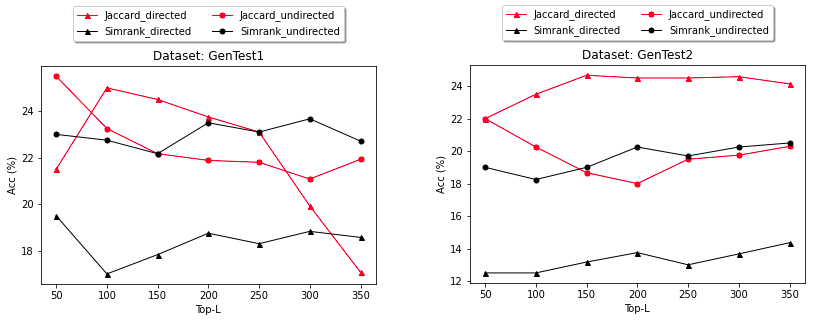 Jaccard_directed Jaccard_undirected
Simrank_directed Simrank_undirected
Dataset: GenTest1
Acc (%)
24
22
20
18
50 100 150 200 250 300 350
Top-L
Jaccard_directed Jaccard_undirected
Simrank_directed Simrank_undirected
Dataset: GenTest2
Acc (%)
24
22
20
18
16
14
12
50 100 150 200 250 300 350
Top-L